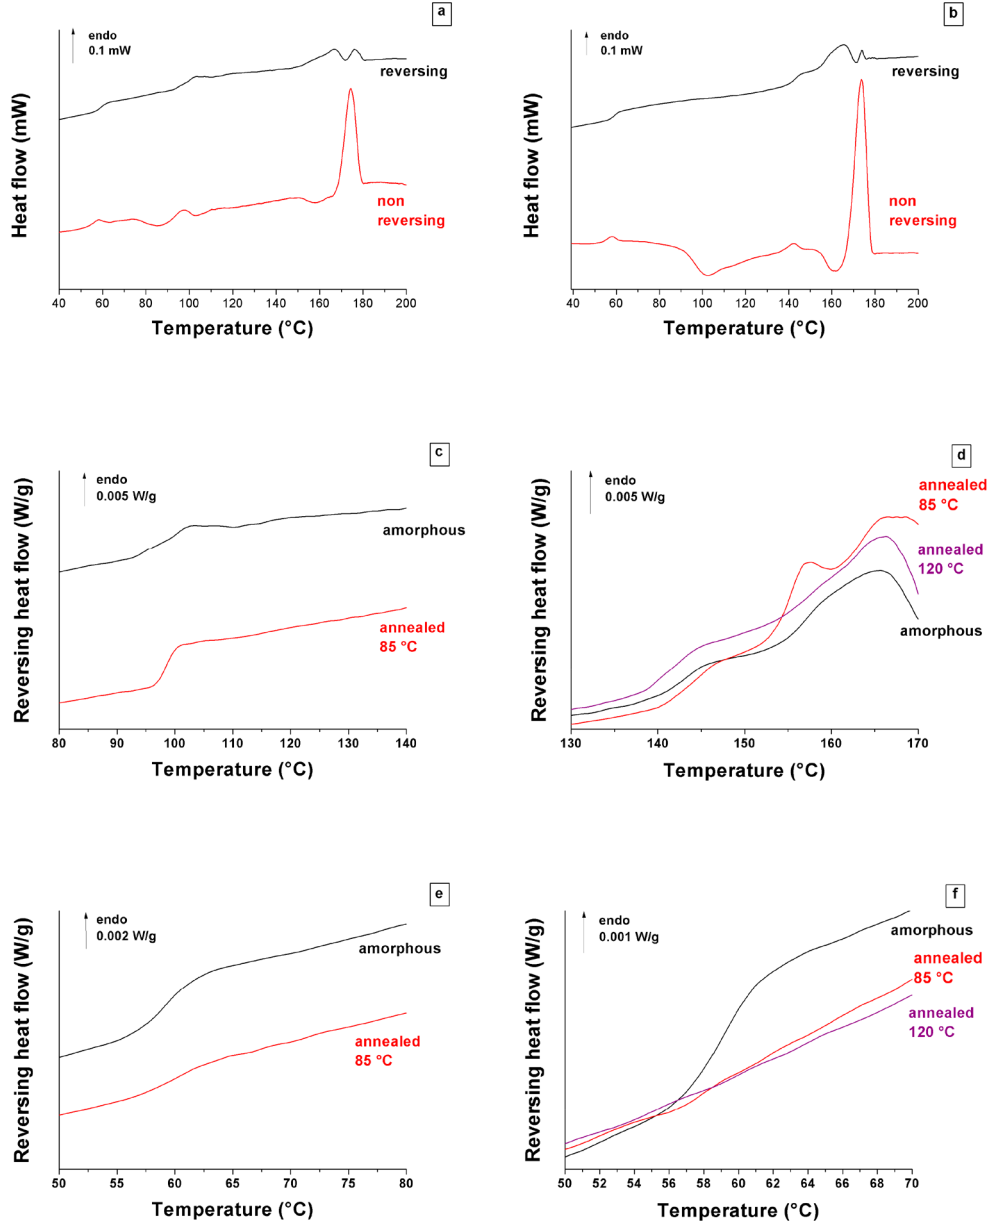 a
endo
0.1 mW
reversing
non
reversing
Heat flow (mW)
40 60 80 100 120 140 160 180 200
Temperature (°C)
b
endo
0.1 mW
reversing
non
reversing
Heat flow (mW)
40 60 80 100 120 140 160 180 200
Temperature (°C)
c
endo
0.005 W/g
amorphous
annealed
85 °C
Reversing heat flow (W/g)
80 90 100 110 120 130 140
Temperature (°C)
d
endo
0.005 W/g
annealed
85 °C
annealed
120 °C
amorphous
Reversing heat flow (W/g)
130 140 150 160 170
Temperature (°C)
e
endo
0.002 W/g
amorphous
annealed
85 °C
Reversing heat flow (W/g)
50 55 60 65 70 75 80
Temperature (°C)
f
endo
0.001 W/g
amorphous
annealed
85 °C
annealed
120 °C
Reversing heat flow (W/g)
50 52 54 56 58 60 62 64 66 68 70
Temperature (°C)